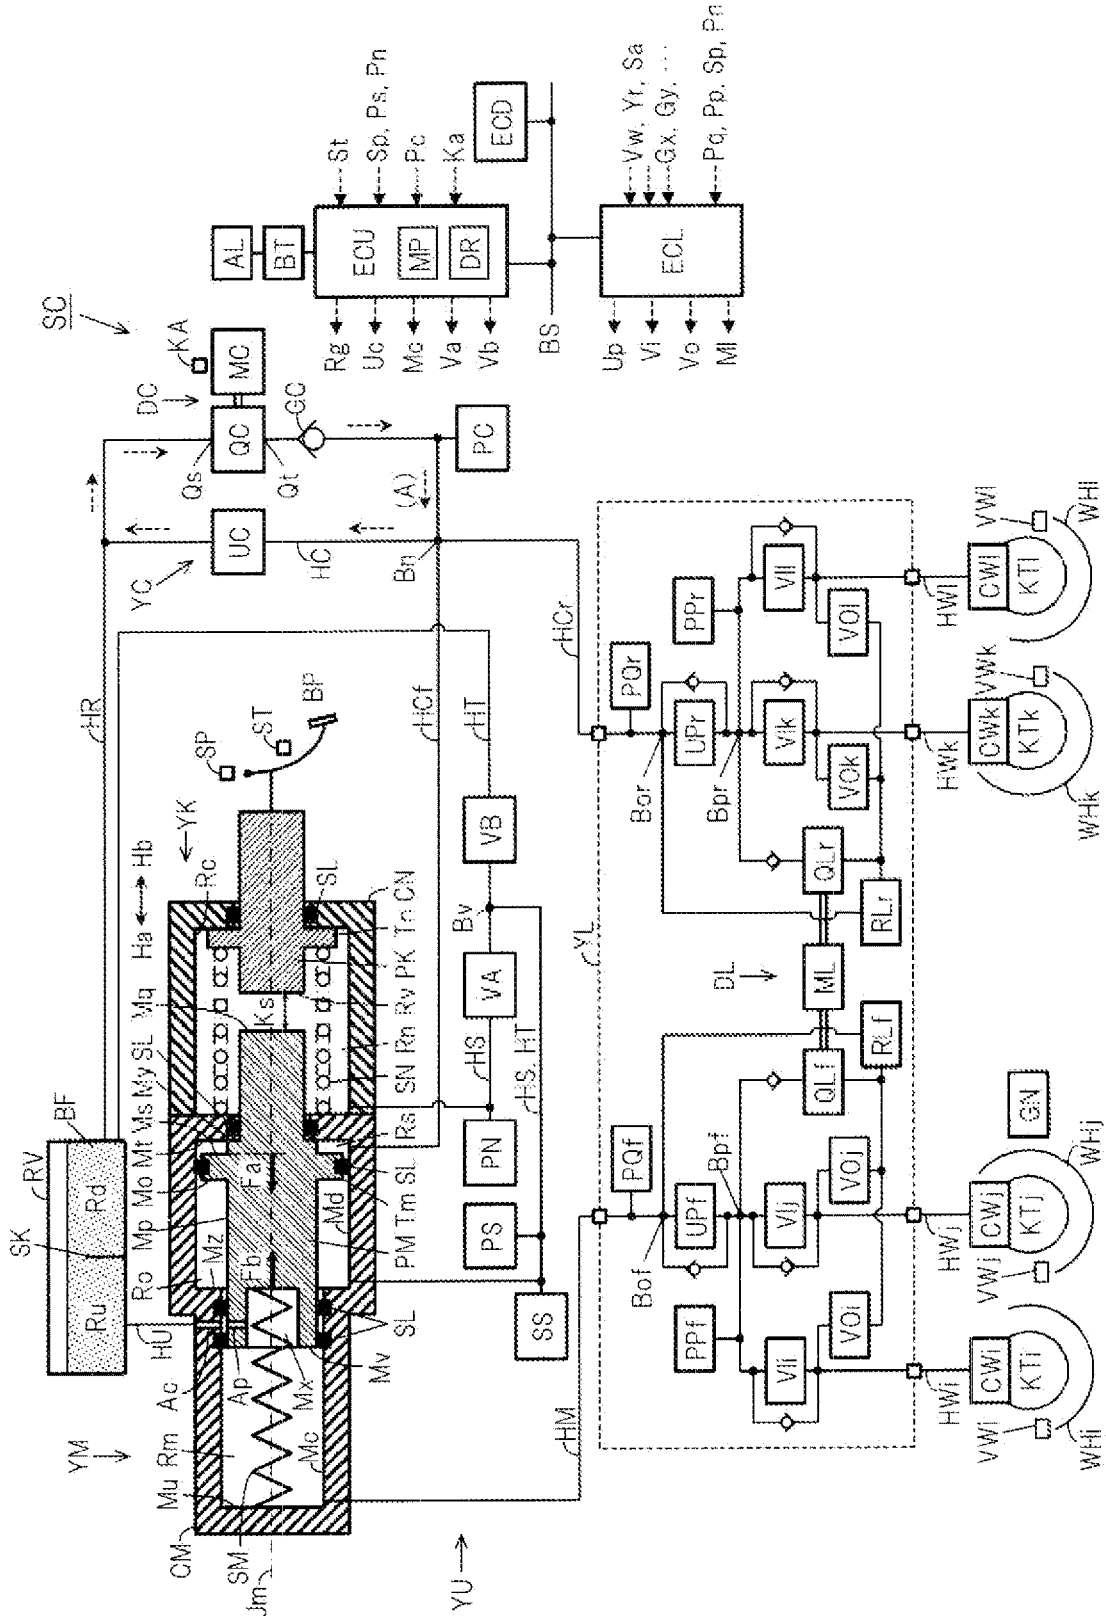 SC
AL
BT
ECU
MP
DR
St
Sp, Ps, Pn
Pc
Ka
ECD
Rg
Uc
Mc
Va
Vb
BS
ECL
Vw, Yr, Sa
Gx, Gy, ...
Pq, Pp, Sp, Pn
Up
Vi
Vo
Ml
KA
DC
MC
QC
Qs
Qt
GC
PC
(A)
UC
YC
HC
Bn
HR
HCf
HT
HCr
SP
ST
BP
YK
Ha
Hb
Rc
SL
CN
Tn
PK
Rv
Rn
SN
Ks
Mq
SL
My
Ms
Mt
Mo
Mp
Mz
Ro
Fa
Fb
Md
Rs
SL
Tm
PM
SL
Mv
Mx
Ap
Ac
Rm
Mu
Mc
CM
SM
Jm
YM
YU
HU
BF
RV
SK
Rd
Ru
VB
VA
Bv
HS
HS, HT
PN
PS
SS
HM
YL
DL
PQr
PPr
UPr
Bor
Bpr
VIl
VIk
VOl
VOk
QLr
RLr
ML
QLf
RLf
PQf
PPf
UPf
Bof
Bpf
VIj
VIi
VOj
VOi
GN
HWl
HWk
HWj
HWi
VWl
VWk
VWj
VWi
CWl
CWk
CWj
CWi
KTl
KTk
KTj
KTi
WHl
WHk
WHj
WHi